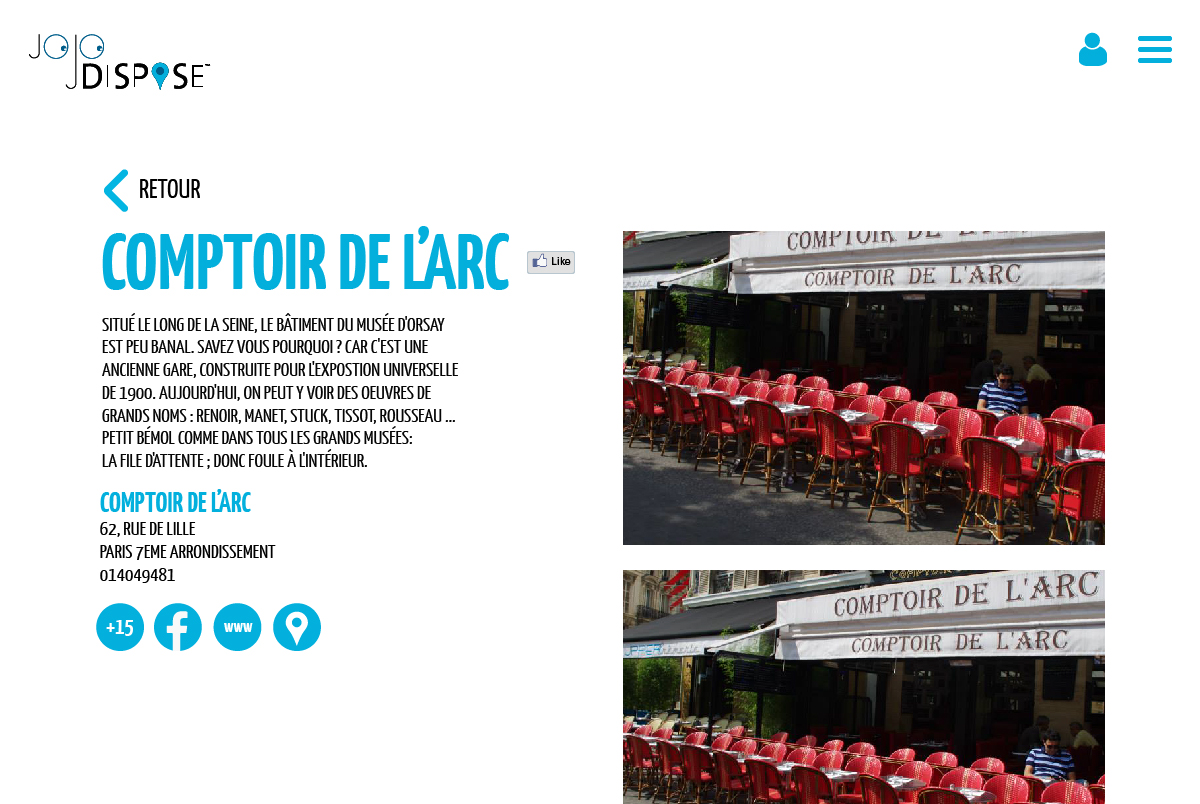 JOJO
DISPOSE™
RETOUR
COMPTOIR DE L’ARC
Like
SITUÉ LE LONG DE LA SEINE, LE BÂTIMENT DU MUSÉE D'ORSAY
EST PEU BANAL. SAVEZ VOUS POURQUOI ? CAR C'EST UNE
ANCIENNE GARE, CONSTRUITE POUR L'EXPOSTION UNIVERSELLE
DE 1900. AUJOURD'HUI, ON PEUT Y VOIR DES OEUVRES DE
GRANDS NOMS : RENOIR, MANET, STUCK, TISSOT, ROUSSEAU ...
PETIT BÉMOL COMME DANS TOUS LES GRANDS MUSÉES:
LA FILE D'ATTENTE ; DONC FOULE À L'INTÉRIEUR.
COMPTOIR DE L’ARC
62, RUE DE LILLE
PARIS 7EME ARRONDISSEMENT
014049481
+15
www
COMPTOIR DE L'ARC
COMPTOIR DE L'ARC
COMPTOIR DE L'ARC
COMPTOIR DE L'ARC